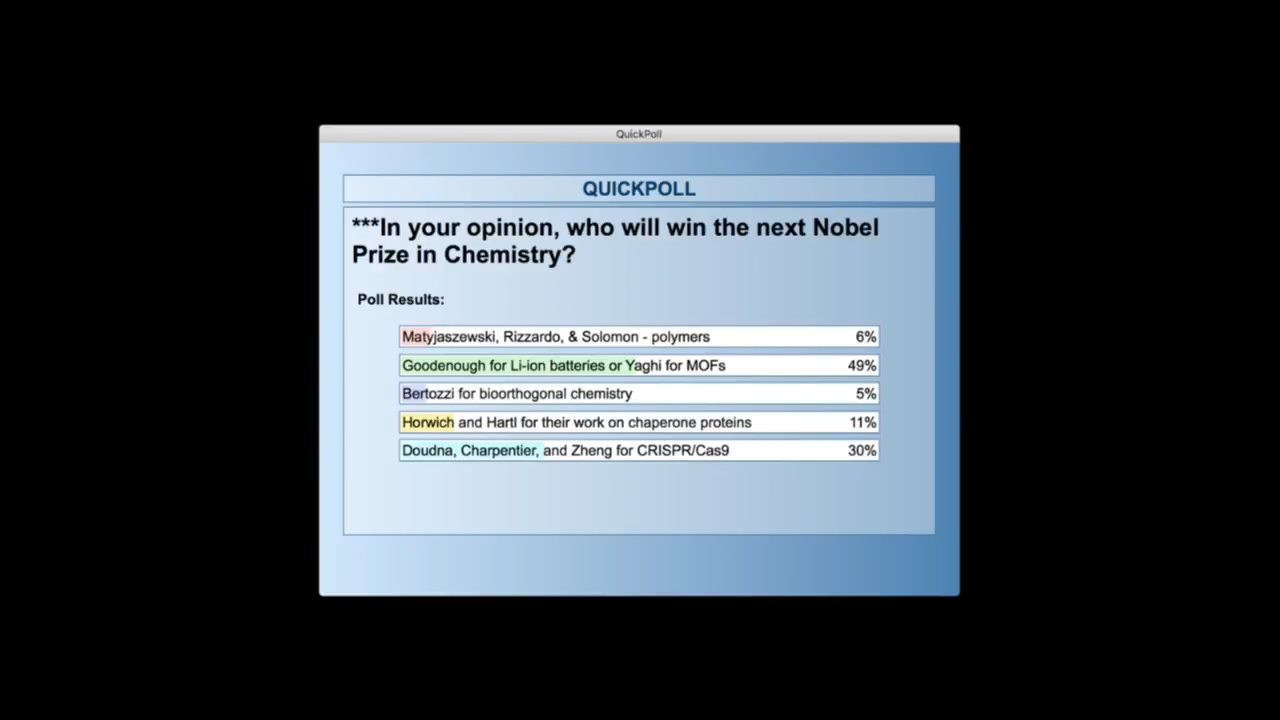 QuickPoll
QUICKPOLL
***In your opinion, who will win the next Nobel
Prize in Chemistry?
Poll Results:
Matyjaszewski, Rizzardo, & Solomon - polymers 6%
Goodenough for Li-ion batteries or Yaghi for MOFs 49%
Bertozzi for bioorthogonal chemistry 5%
Horwich and Hartl for their work on chaperone proteins 11%
Doudna, Charpentier, and Zheng for CRISPR/Cas9 30%